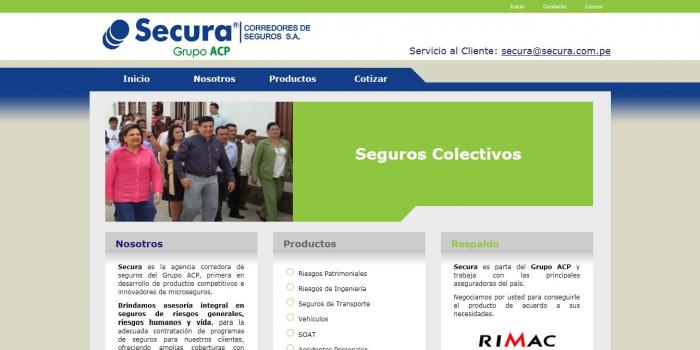 Inicio Contacto Correo
Secura® CORREDORES DE
SEGUROS S.A.
Grupo ACP
Servicio al Cliente: secura@secura.com.pe
Inicio Nosotros Productos Cotizar
Seguros Colectivos
Nosotros
Secura es la agencia corredora de
seguros del Grupo ACP, primera en
desarrollo de productos competitivos e
innovadores de microseguros.
Brindamos asesoría integral en
seguros de riesgos generales,
riesgos humanos y vida, para la
adecuada contratación de programas
de seguros para nuestros clientes,
ofreciendo amplias coberturas con
Productos
Riesgos Patrimoniales
Riesgos de Ingeniería
Seguros de Transporte
Vehículos
SOAT
Accidentes Personales
Respaldo
Secura es parte del Grupo ACP y
trabaja con las principales
aseguradoras del país.
Negociamos por usted para conseguirle
el producto de acuerdo a sus
necesidades.
RIMAC